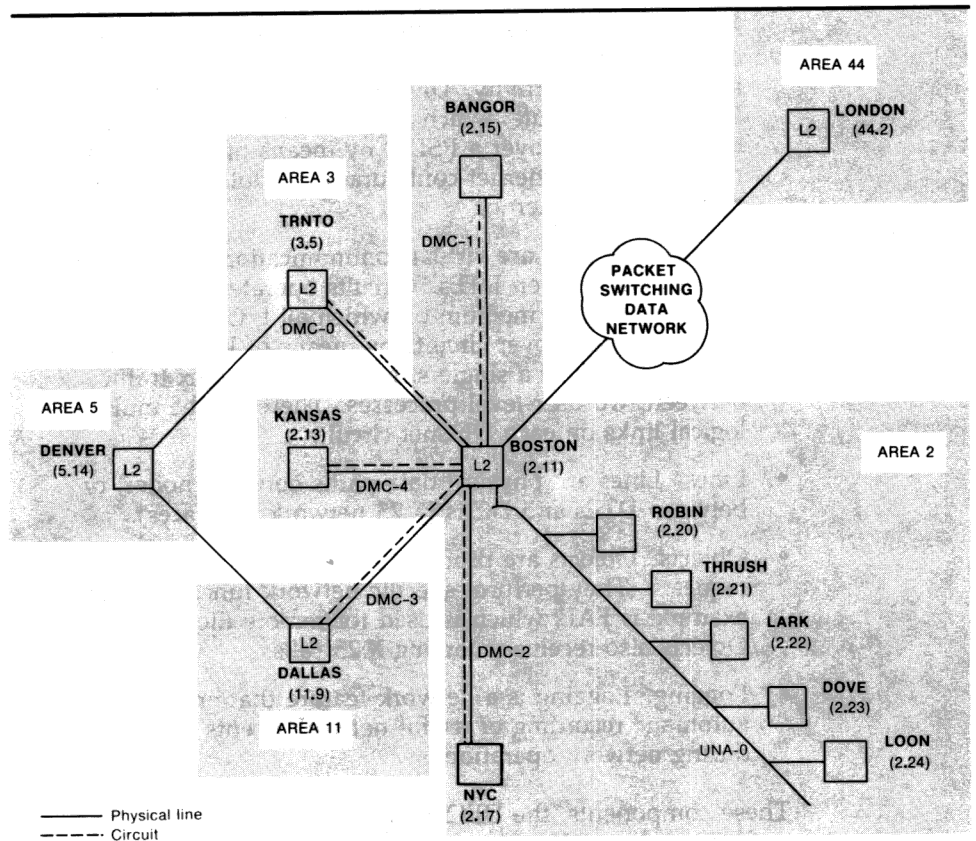 AREA 44
LONDON
(44.2)
L2
BANGOR
(2.15)
AREA 3
TRNTO
(3.5)
L2
DMC-0
DMC-1
PACKET
SWITCHING
DATA
NETWORK
AREA 5
DENVER
(5.14)
L2
KANSAS
(2.13)
DMC-4
BOSTON
(2.11)
L2
AREA 2
ROBIN
(2.20)
THRUSH
(2.21)
LARK
(2.22)
DOVE
(2.23)
LOON
(2.24)
UNA-0
DMC-3
L2
DALLAS
(11.9)
AREA 11
DMC-2
NYC
(2.17)
Physical line
Circuit